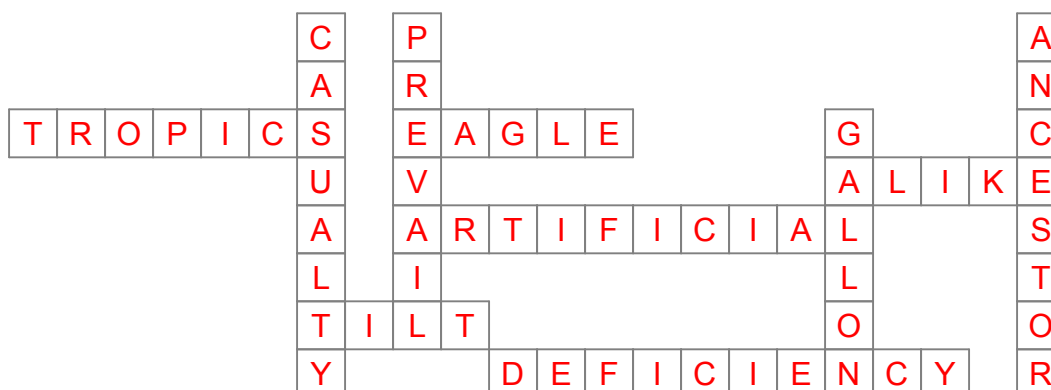 C P A
A R N
TROPICS EAGLE G C
U V ALIKE
A ARTIFICIAL S
L I L T
TILT O O
Y DEFICIENCY R